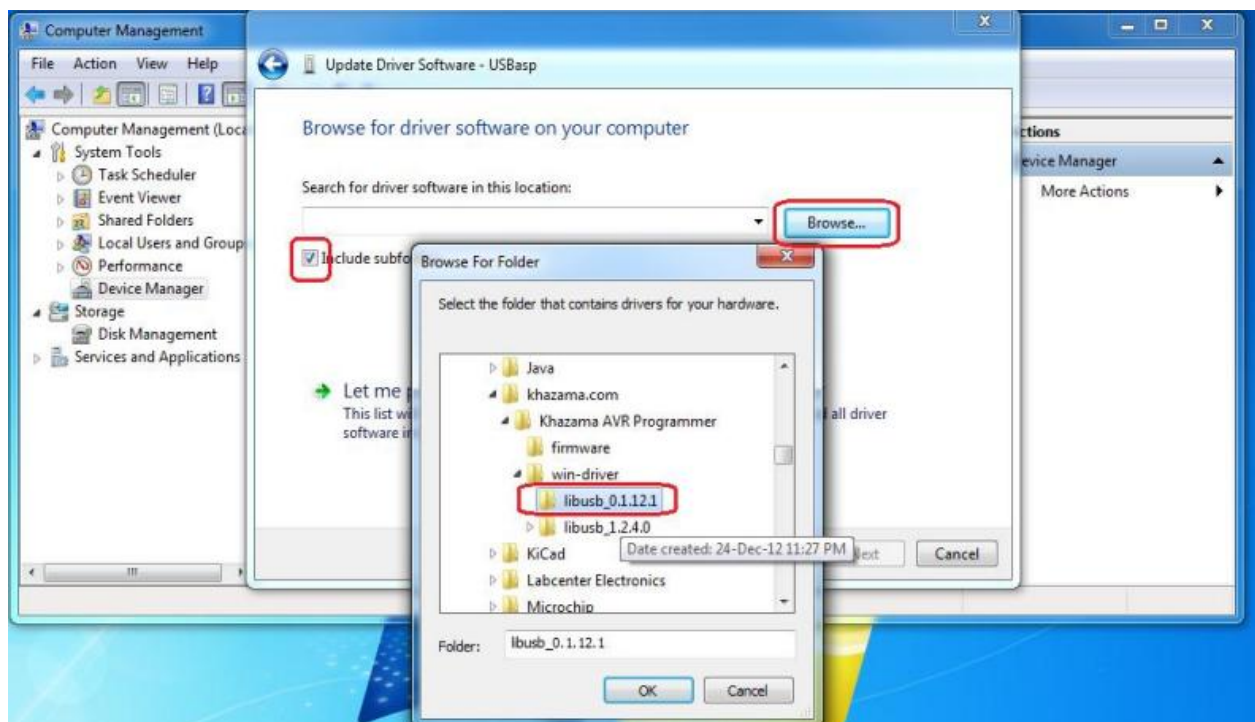 Computer Management
File Action View Help
Computer Management (Loca
System Tools
Task Scheduler
Event Viewer
Shared Folders
Local Users and Group
Performance
Device Manager
Storage
Disk Management
Services and Applications
Update Driver Software - USBasp
Browse for driver software on your computer
Search for driver software in this location:
Browse...
Include subfo
Let me
This list wi
software in
all driver
Next
Cancel
Browse For Folder
Select the folder that contains drivers for your hardware.
Java
khazama.com
Khazama AVR Programmer
firmware
win-driver
libusb_0.1.12.1
libusb_1.2.4.0
Date created: 24-Dec-12 11:27 PM
KiCad
Labcenter Electronics
Microchip
Folder: libusb_0.1.12.1
OK Cancel
ctions
evice Manager
More Actions